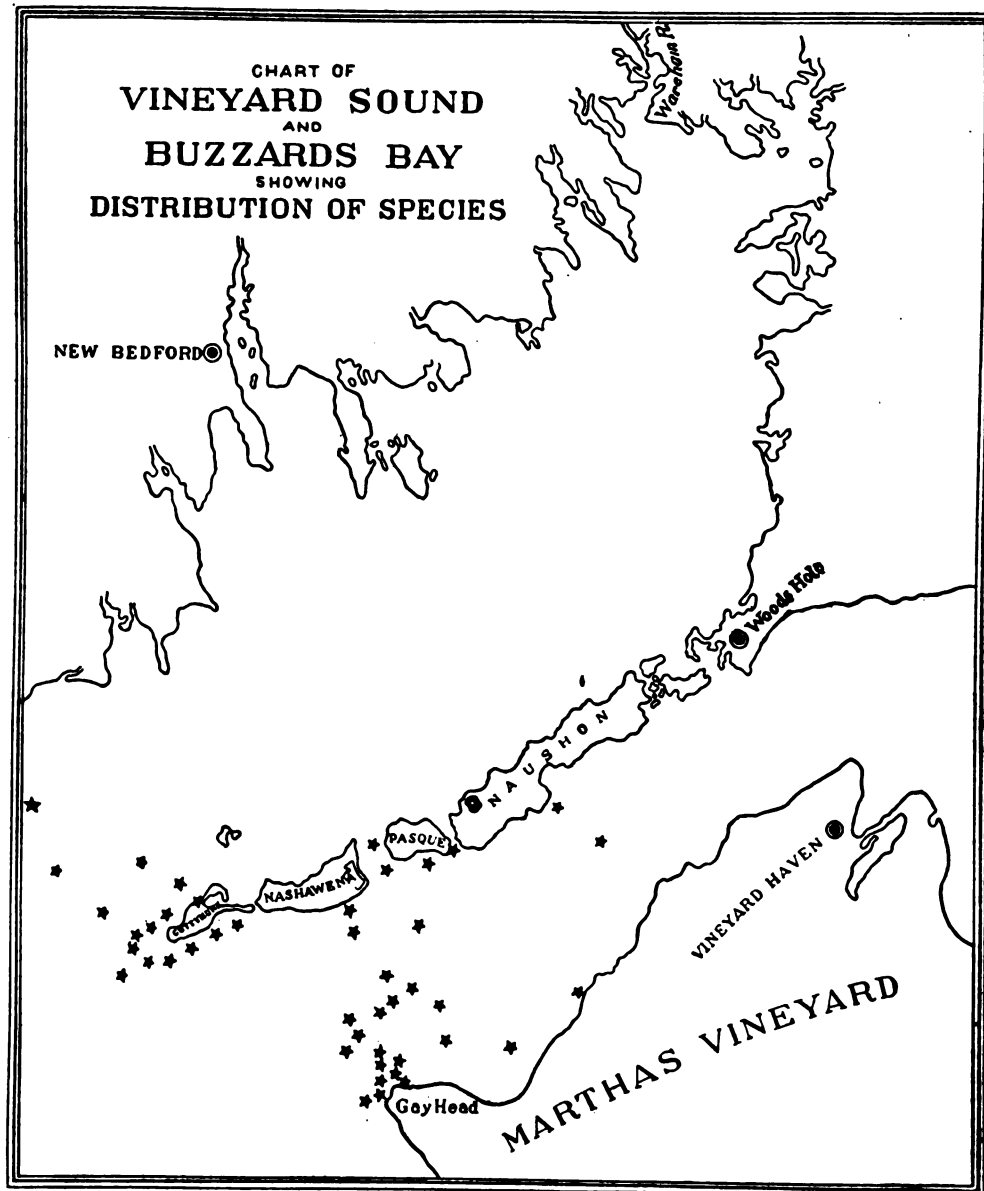 CHART OF
VINEYARD SOUND
AND
BUZZARDS BAY
SHOWING
DISTRIBUTION OF SPECIES
Wareham R.
NEW BEDFORD
Woods Hole
NAUSHON
PASQUE
NASHAWENA
CUTTYHUNK
VINEYARD HAVEN
MARTHAS VINEYARD
Gay Head